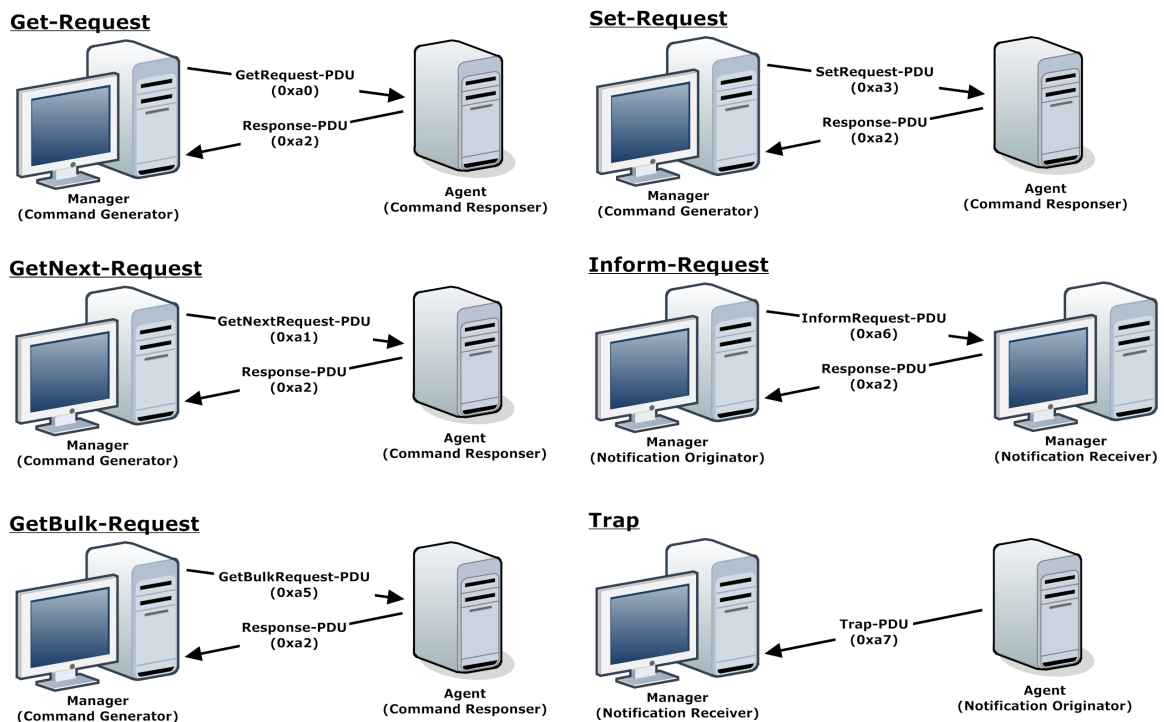 Get-Request
GetRequest-PDU
(0xa0)
Response-PDU
(0xa2)
Manager
(Command Generator)
Agent
(Command Responser)
Set-Request
SetRequest-PDU
(0xa3)
Response-PDU
(0xa2)
Manager
(Command Generator)
Agent
(Command Responser)
GetNext-Request
GetNextRequest-PDU
(0xa1)
Response-PDU
(0xa2)
Manager
(Command Generator)
Agent
(Command Responser)
Inform-Request
InformRequest-PDU
(0xa6)
Response-PDU
(0xa2)
Manager
(Notification Originator)
Manager
(Notification Receiver)
GetBulk-Request
GetBulkRequest-PDU
(0xa5)
Response-PDU
(0xa2)
Manager
(Command Generator)
Agent
(Command Responser)
Trap
Trap-PDU
(0xa7)
Manager
(Notification Receiver)
Agent
(Notification Originator)